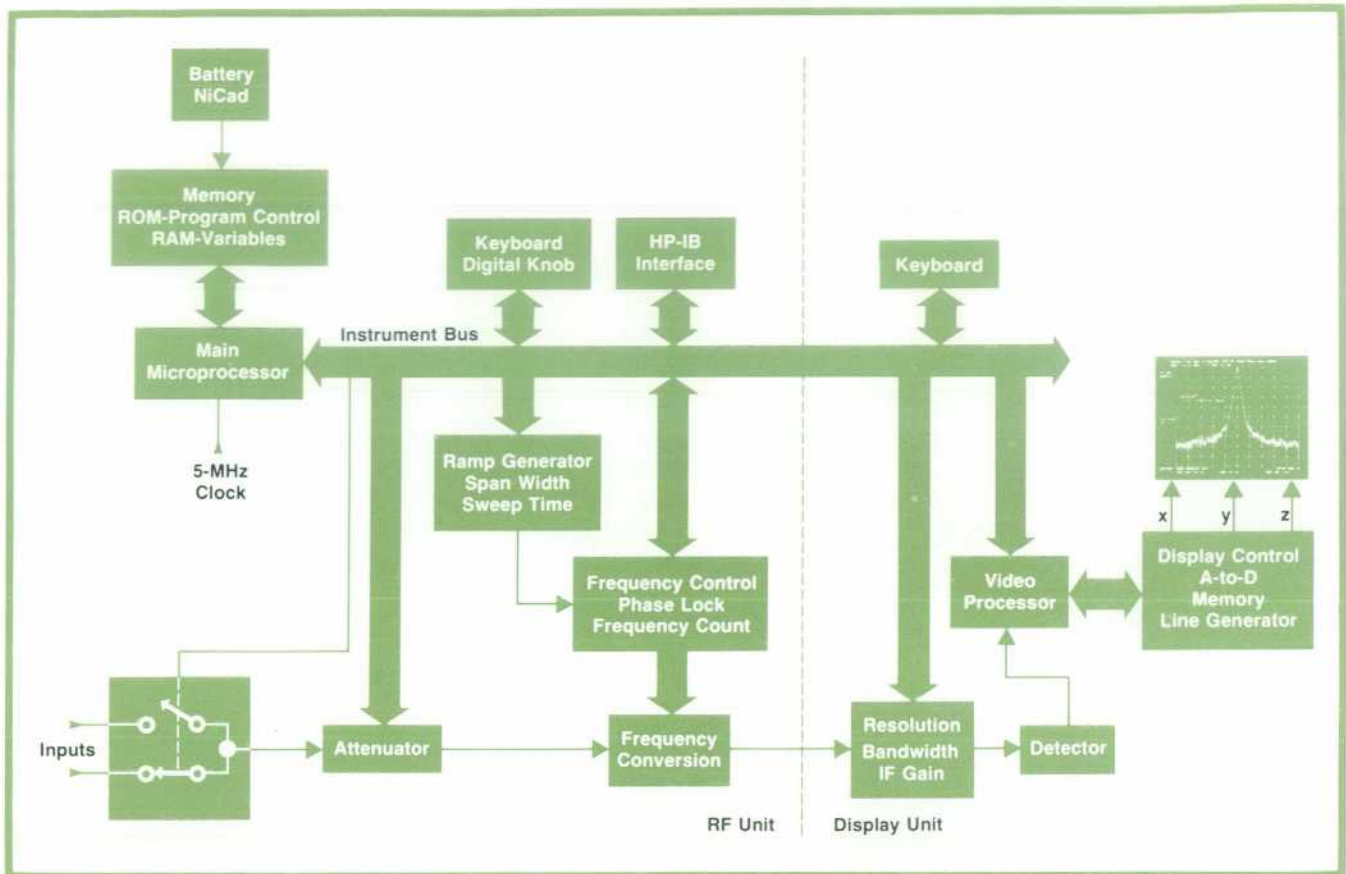 Battery
NiCad
Memory
ROM-Program Control
RAM-Variables
Keyboard
Digital Knob
HP-IB
Interface
Keyboard
Main
Microprocessor
Instrument Bus
5-MHz
Clock
Ramp Generator
Span Width
Sweep Time
Frequency Control
Phase Lock
Frequency Count
Video
Processor
x
y
z
Display Control
A-to-D
Memory
Line Generator
Inputs
Attenuator
Frequency
Conversion
Resolution
Bandwidth
IF Gain
Detector
RF Unit
Display Unit